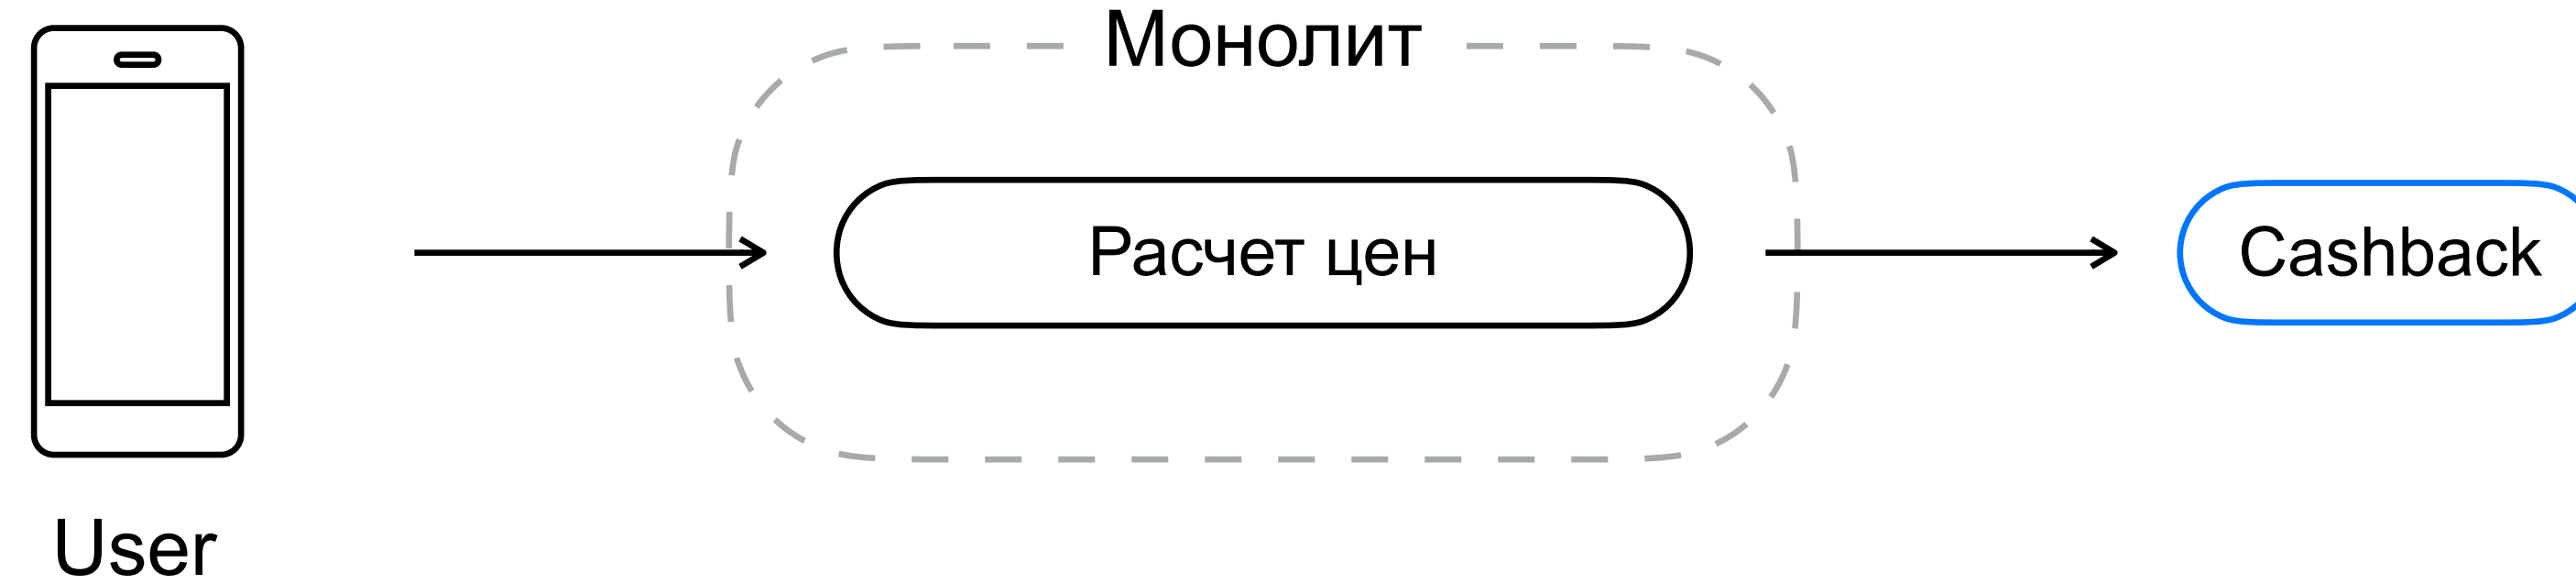 Монолит
Расчет цен
Cashback
User